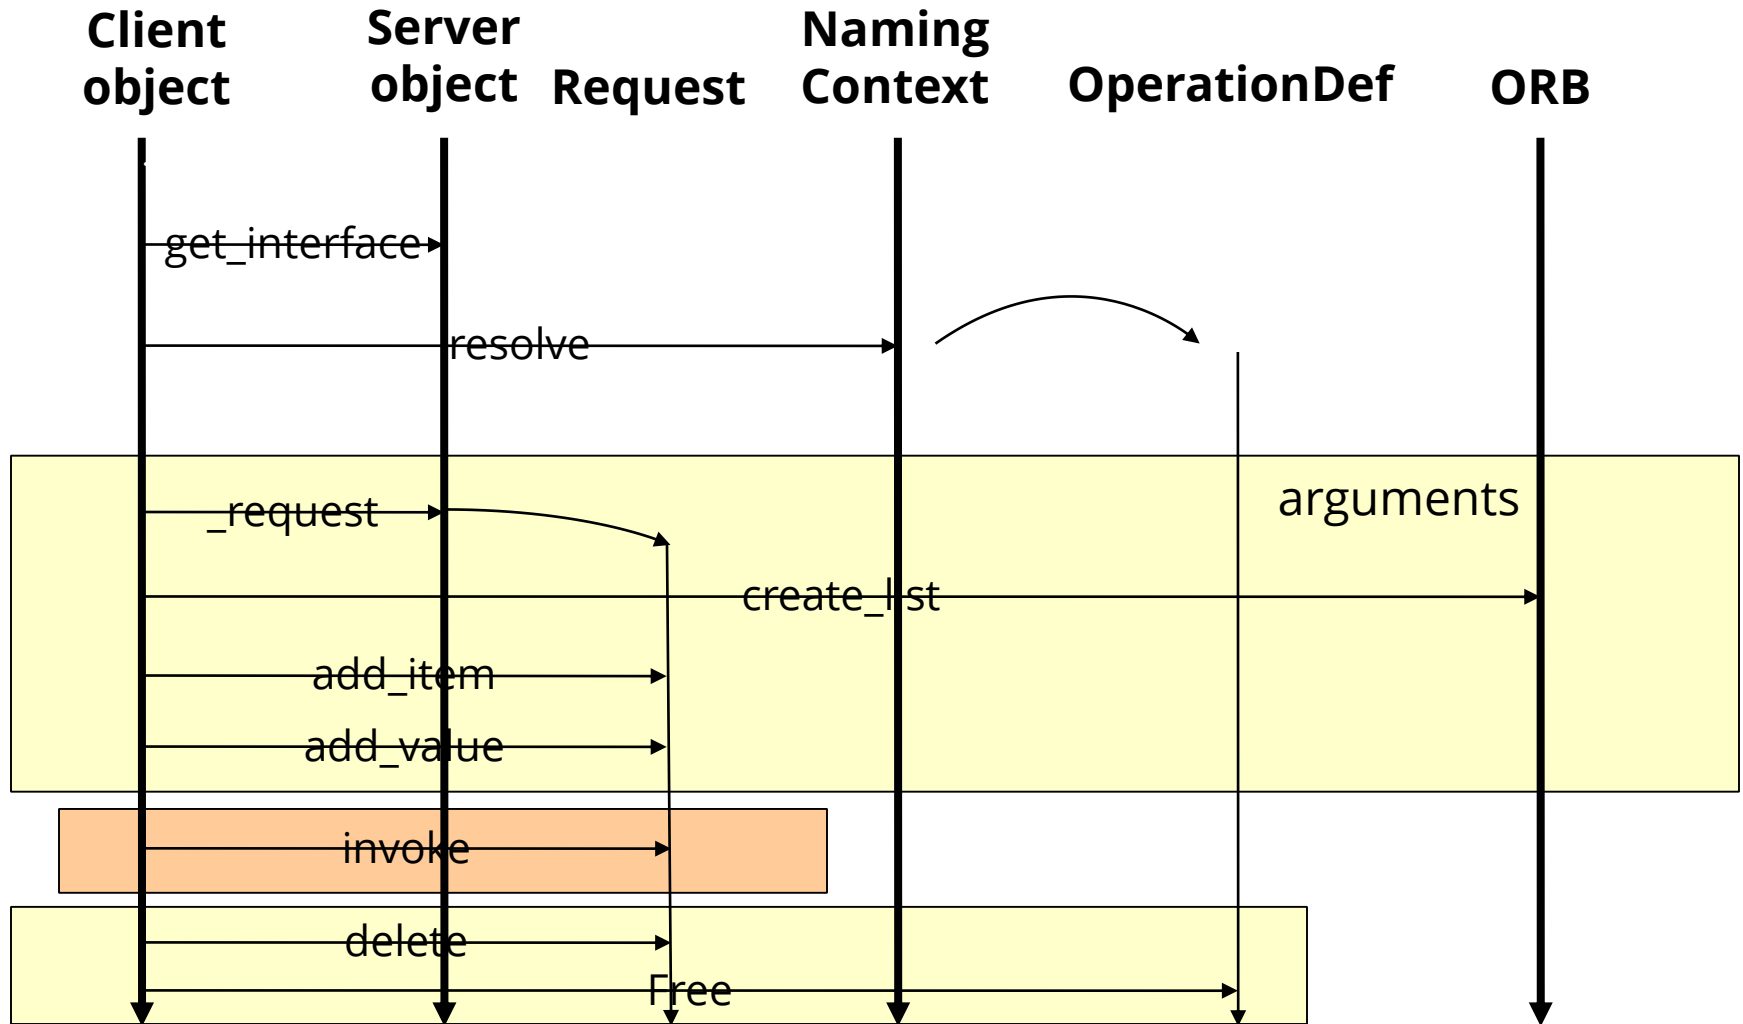 Client
object
Server
object
Request
Naming
Context
OperationDef
ORB
get_interface
resolve
_request
arguments
create_list
add_item
add_value
invoke
delete
Free